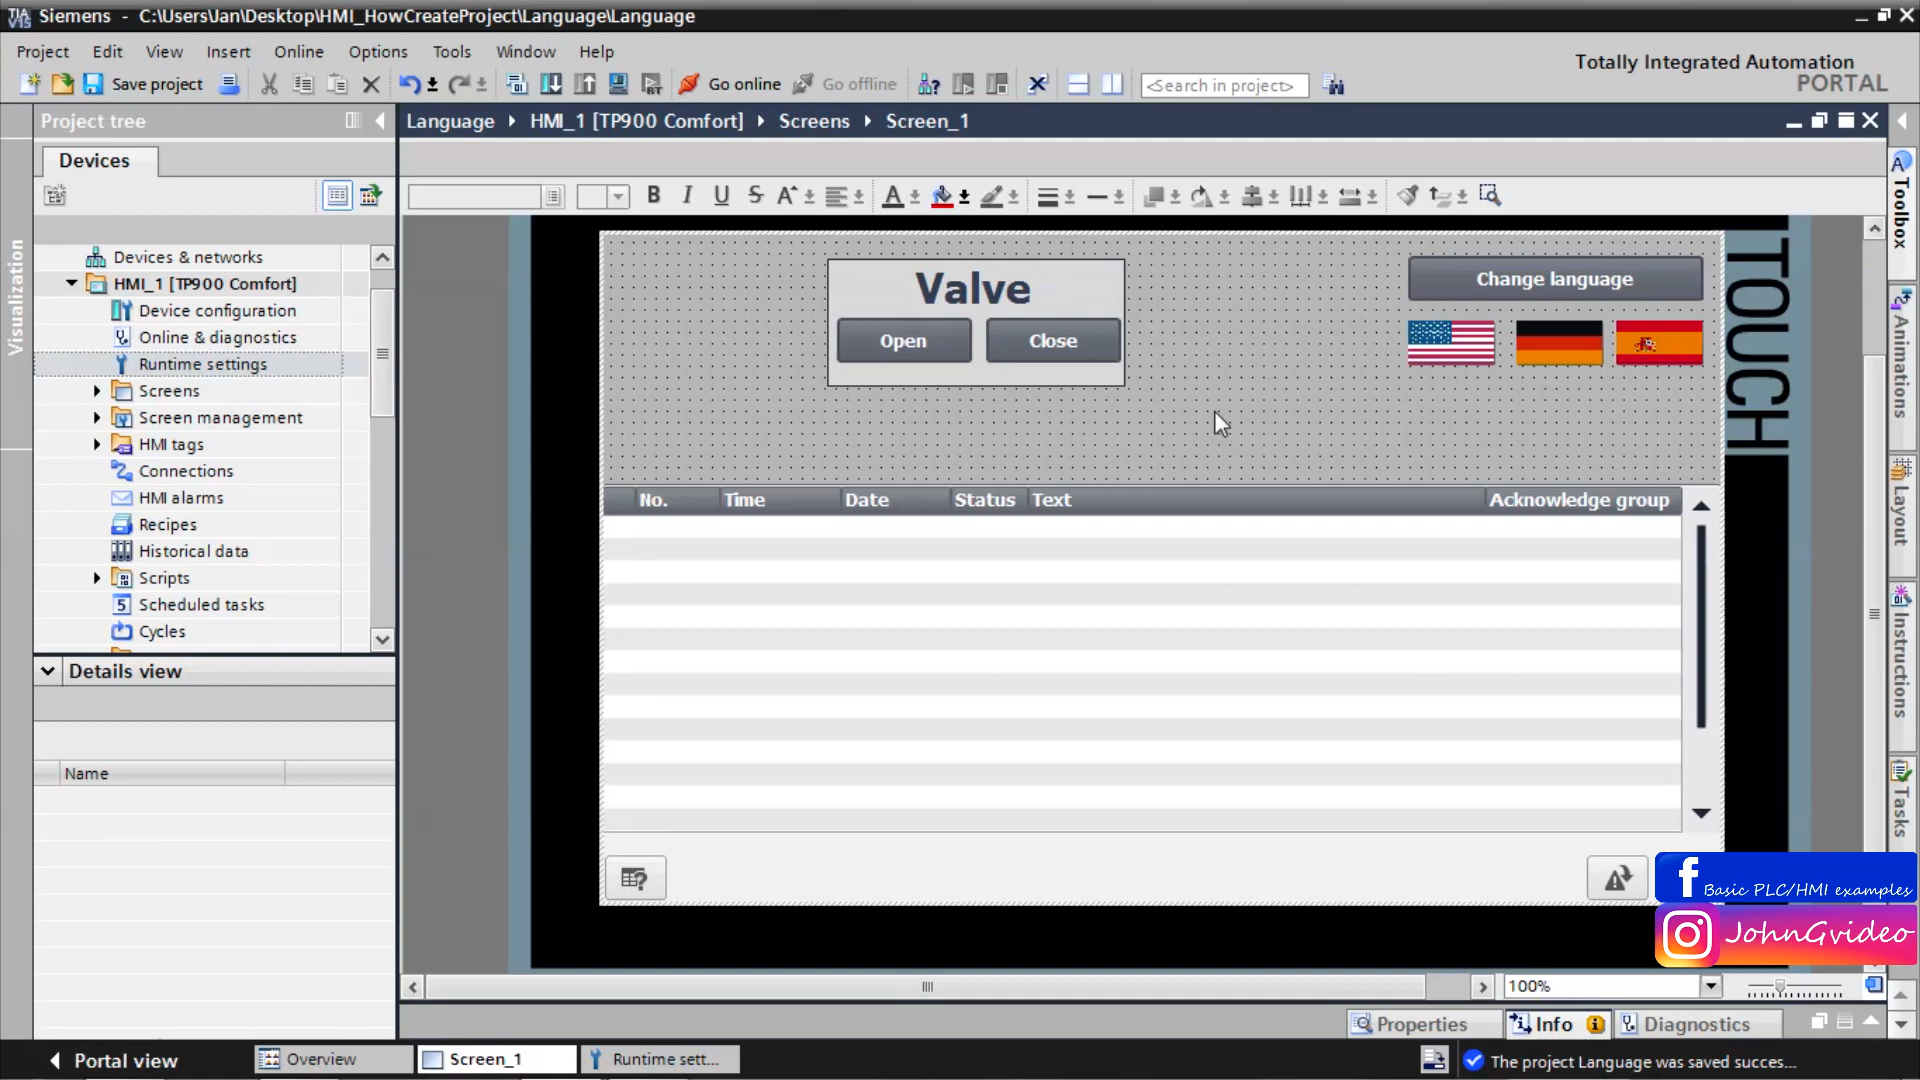 Siemens - C:\Users\Jan\Desktop\HMI_HowCreateProject\Language\Language
Project Edit View Insert Online Options Tools Window Help
Totally Integrated Automation
PORTAL
Save project
Go online
Go offline
<Search in project>
Project tree
Language HMI_1 [TP900 Comfort] Screens Screen_1
Devices
Visualization
Devices & networks
HMI_1 [TP900 Comfort]
Device configuration
Online & diagnostics
Runtime settings
Screens
Screen management
HMI tags
Connections
HMI alarms
Recipes
Historical data
Scripts
Scheduled tasks
Cycles
Details view
Name
B I U S A A
Valve
Open Close
Change language
TOUCH
No. Time Date Status Text Acknowledge group
Toolbox
Animations
Layout
Instructions
Tasks
Basic PLC/HMI examples
JohnGvideo
100%
Properties Info Diagnostics
Portal view Overview Screen_1 Runtime sett...
The project Language was saved succes...